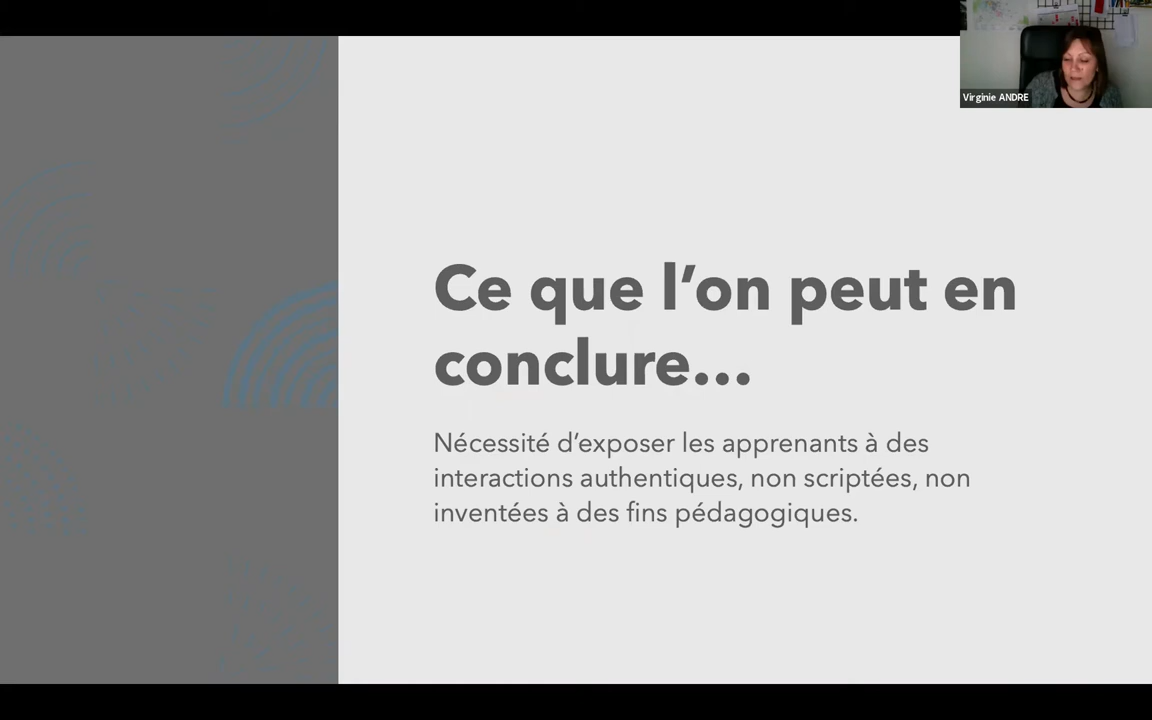 Virginie ANDRE
Ce que l’on peut en
conclure…
Nécessité d’exposer les apprenants à des
interactions authentiques, non scriptées, non
inventées à des fins pédagogiques.